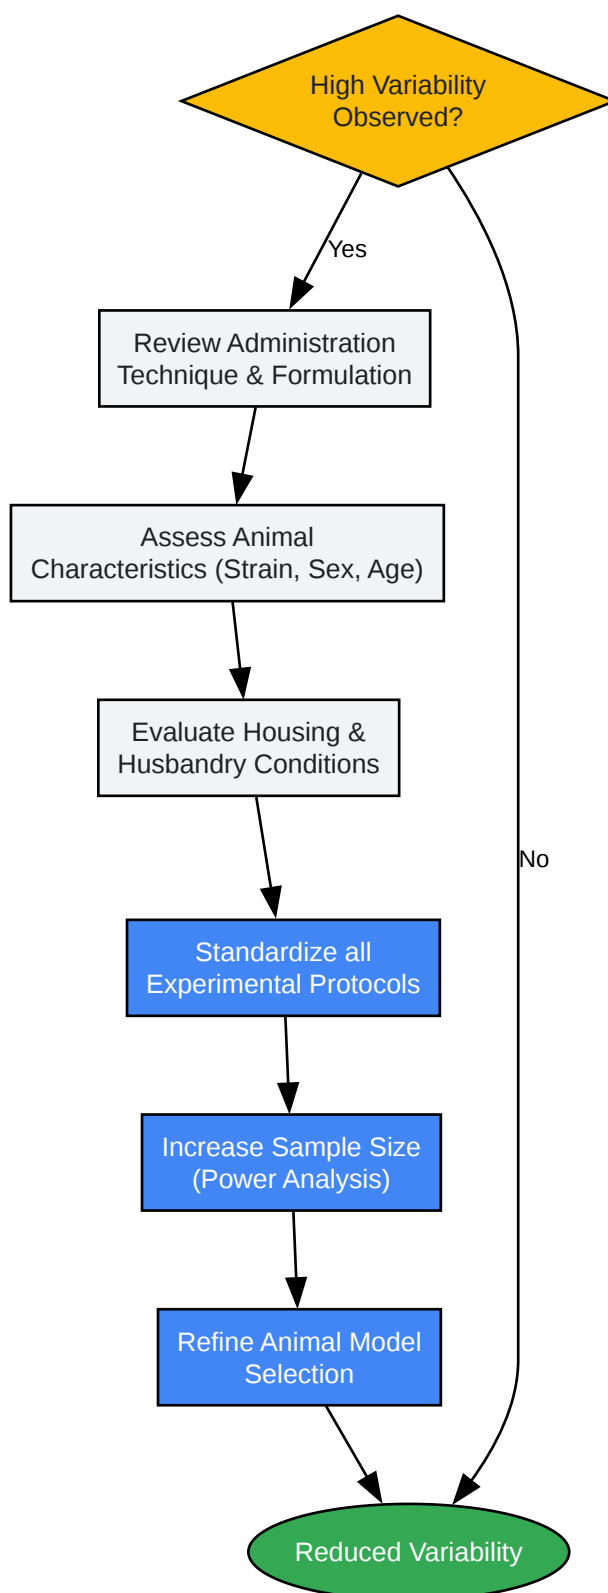 High Variability
Observed?
Yes
Review Administration
Technique & Formulation
Assess Animal
Characteristics (Strain, Sex, Age)
Evaluate Housing &
Husbandry Conditions
No
Standardize all
Experimental Protocols
Increase Sample Size
(Power Analysis)
Refine Animal Model
Selection
Reduced Variability